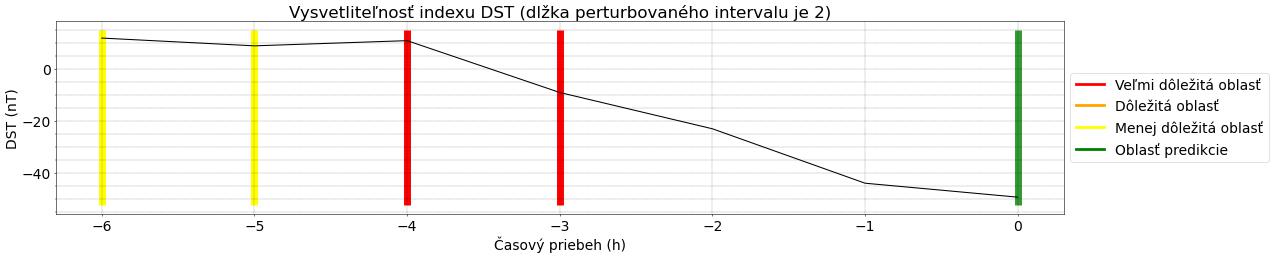 Vysvetliteľnosť indexu DST (dlžka perturbovaného intervalu je 2)
DST (nT)
0
−20
−40
−6
−5
−4
−3
−2
−1
0
Časový priebeh (h)
Veľmi dôležitá oblasť
Dôležitá oblasť
Menej dôležitá oblasť
Oblasť predikcie